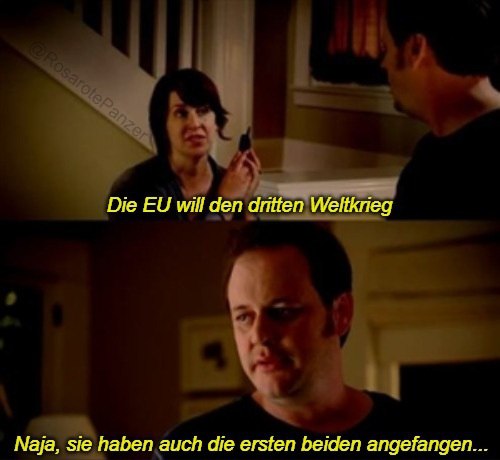 @RosarotePanzer
Die EU will den dritten Weltkrieg
Naja, sie haben auch die ersten beiden angefangen...